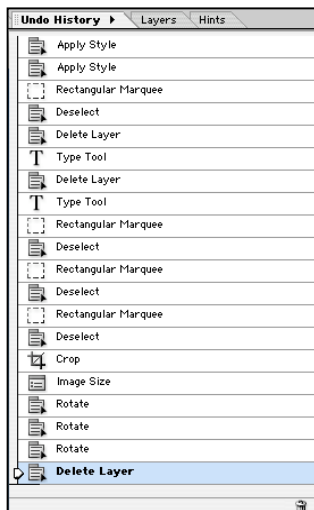 Undo History Layers Hints
Apply Style
Apply Style
Rectangular Marquee
Deselect
Delete Layer
T Type Tool
Delete Layer
T Type Tool
Rectangular Marquee
Deselect
Rectangular Marquee
Deselect
Rectangular Marquee
Deselect
Crop
Image Size
Rotate
Rotate
Rotate
Delete Layer